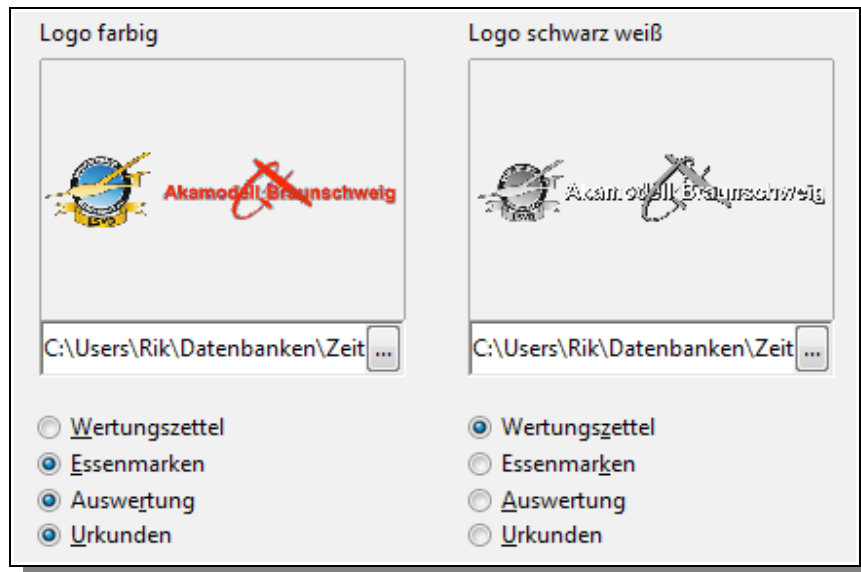 Logo farbig
LSVB
Akamodell Braunschweig
C:\Users\Rik\Datenbanken\Zeit ...
Wertungszettel
Essenmarken
Auswertung
Urkunden
Logo schwarz weiß
Akamodell Braunschweig
C:\Users\Rik\Datenbanken\Zeit ...
Wertungszettel
Essenmarken
Auswertung
Urkunden